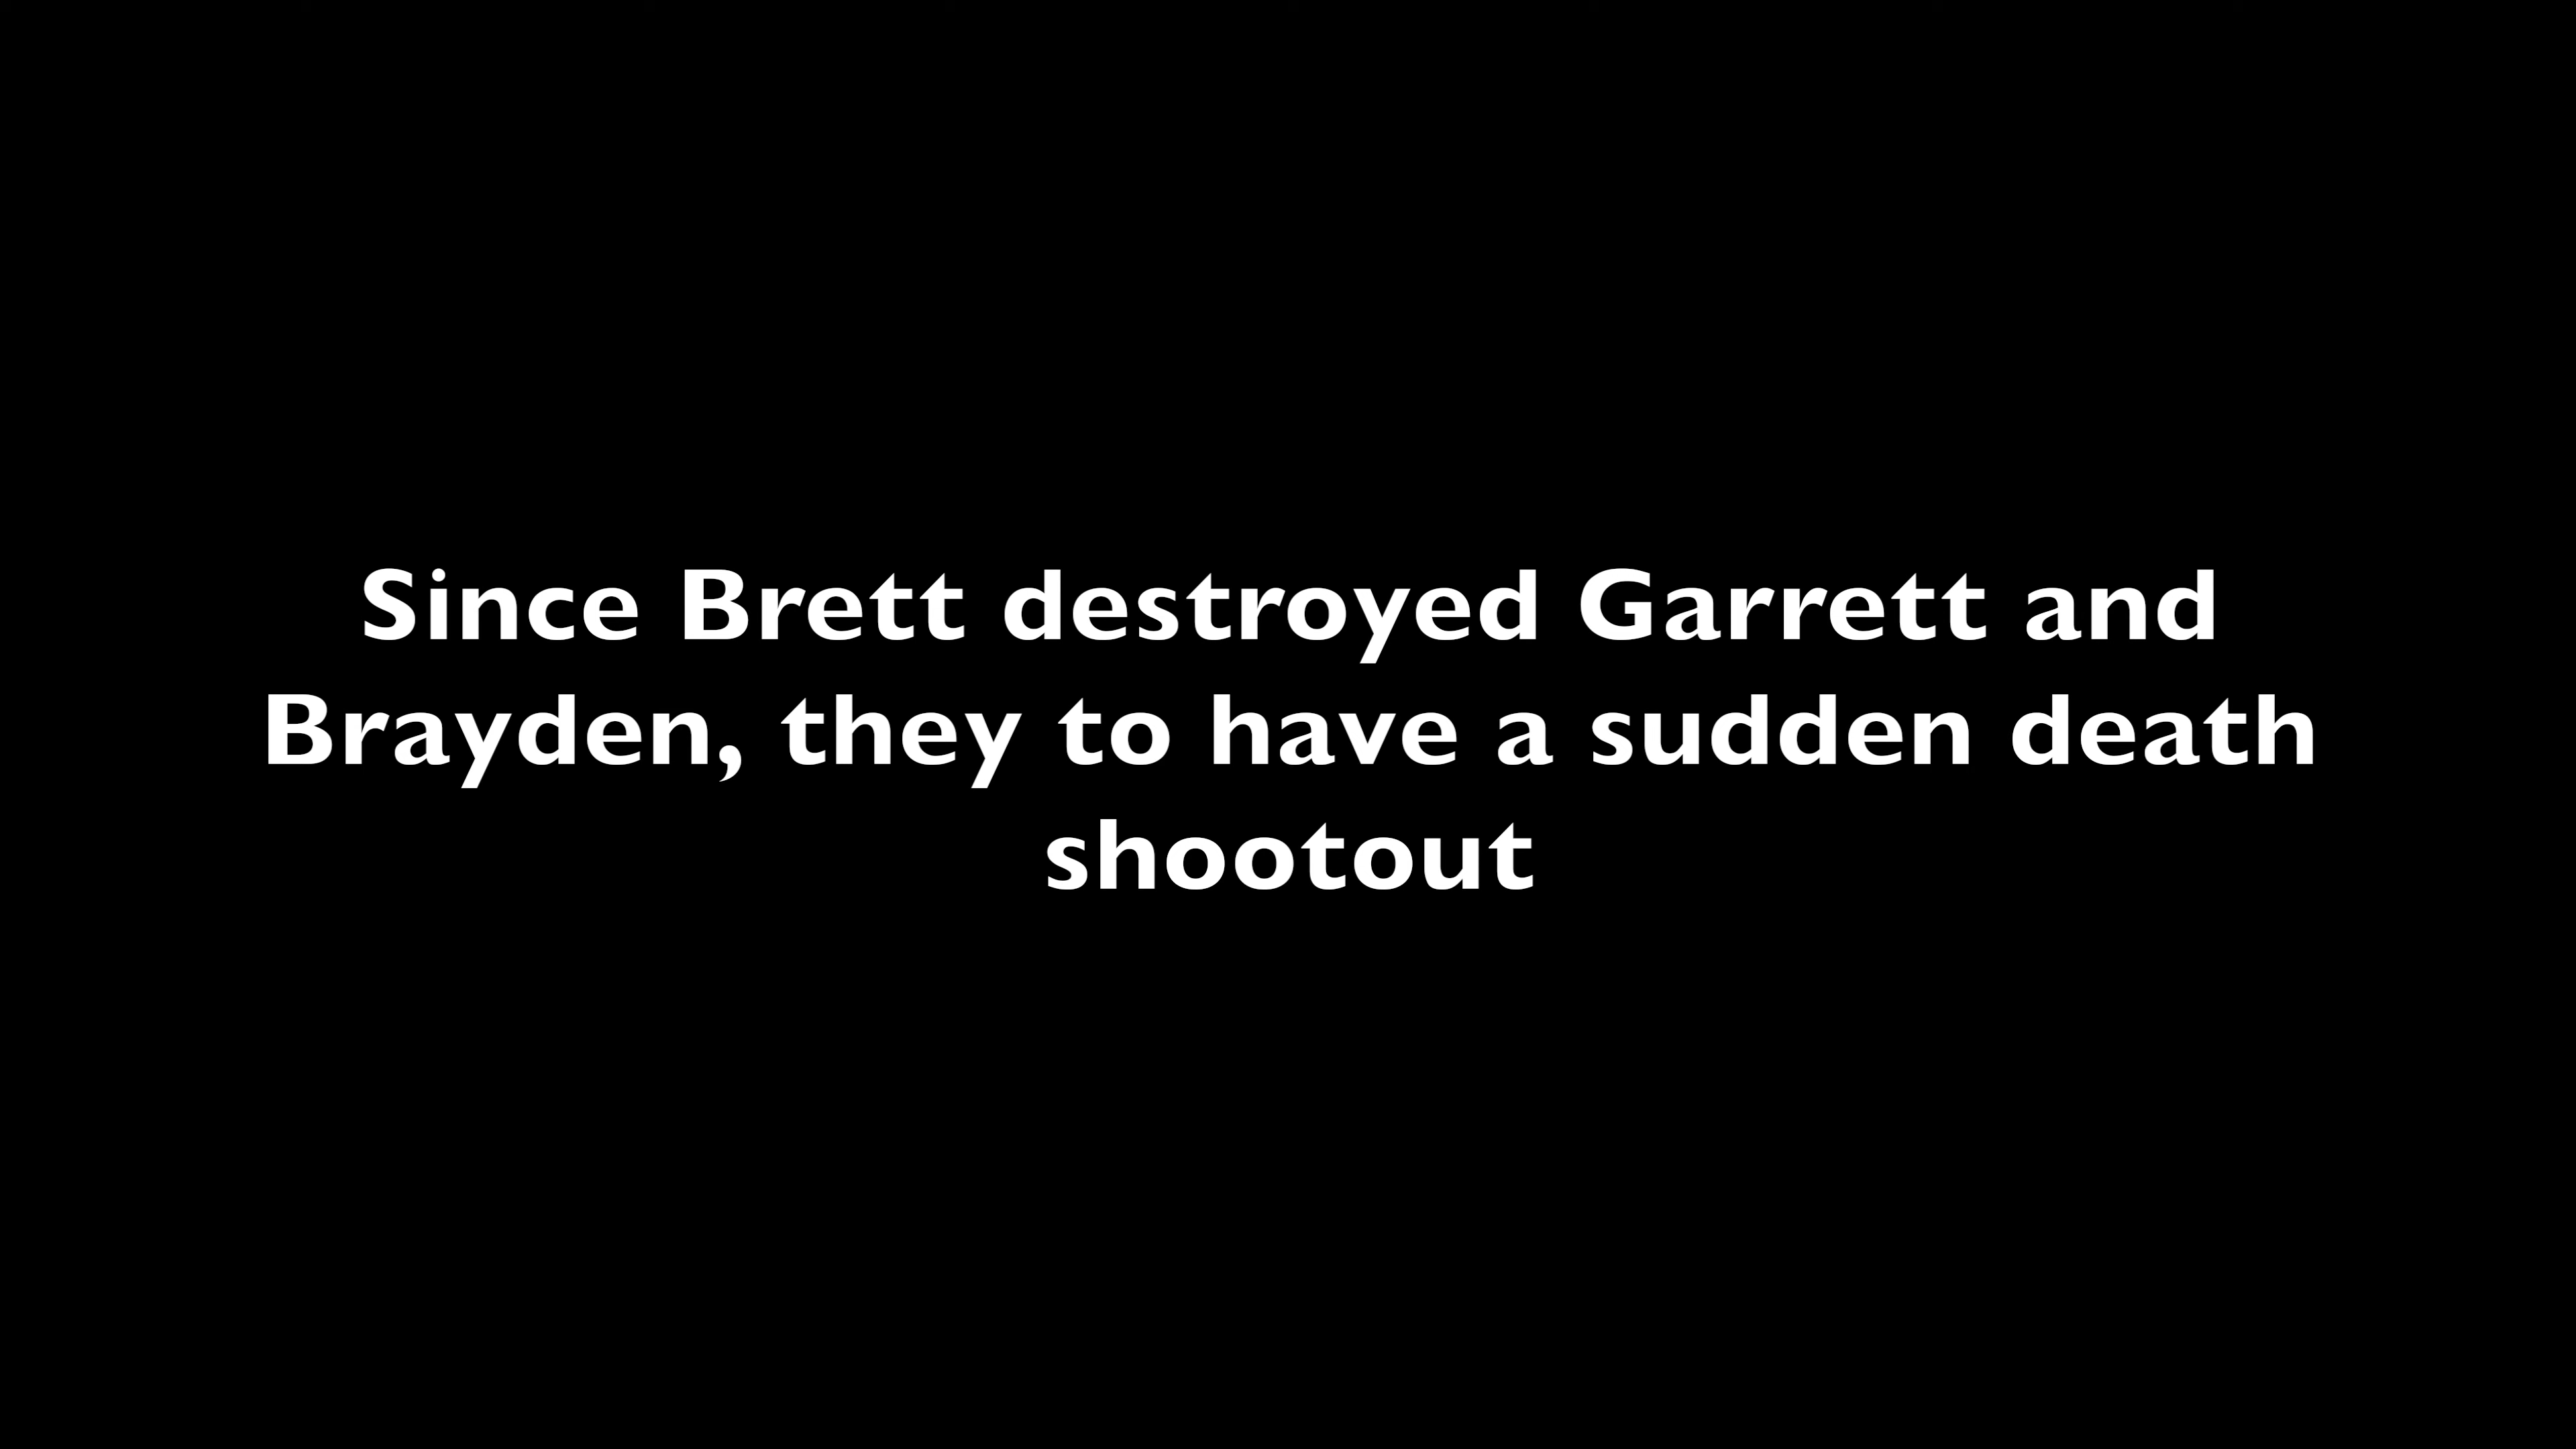 Since Brett destroyed Garrett and
Brayden, they to have a sudden death
shootout